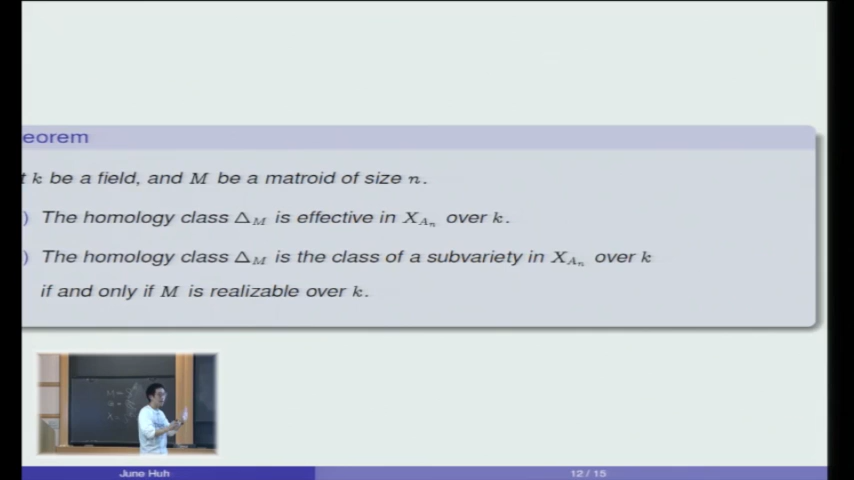 eorem
t k be a field, and M be a matroid of size n.
) The homology class Δ_M is effective in X_{A_n} over k.
) The homology class Δ_M is the class of a subvariety in X_{A_n} over k
if and only if M is realizable over k.
June Huh 12 / 15